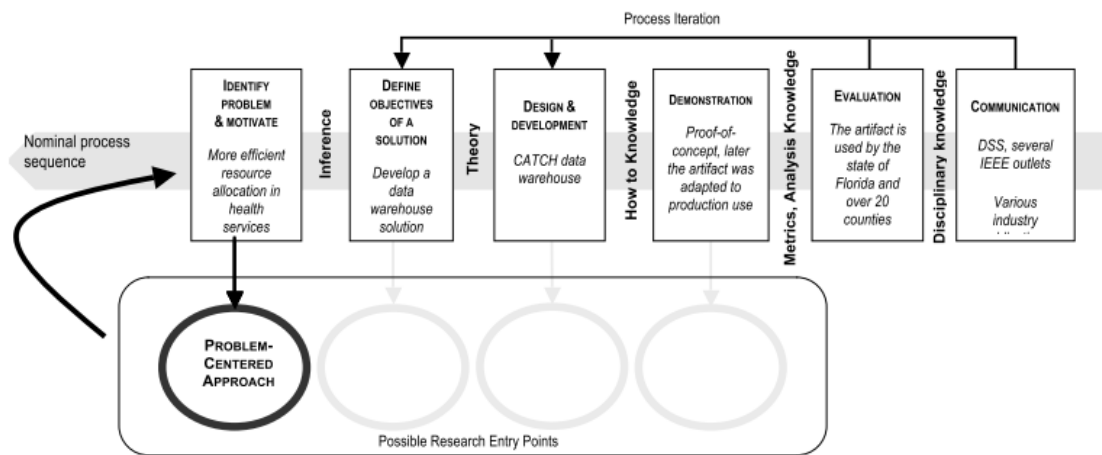 Process Iteration
Nominal process
sequence
IDENTIFY
PROBLEM
& MOTIVATE
More efficient
resource
allocation in
health
services
Inference
DEFINE
OBJECTIVES
OF A
SOLUTION
Develop a
data
warehouse
solution
Theory
DESIGN &
DEVELOPMENT
CATCH data
warehouse
How to Knowledge
DEMONSTRATION
Proof-of-
concept, later
the artifact was
adapted to
production use
Metrics, Analysis Knowledge
EVALUATION
The artifact is
used by the
state of
Florida and
over 20
counties
Disciplinary knowledge
COMMUNICATION
DSS, several
IEEE outlets
Various
industry
PROBLEM-
CENTERED
APPROACH
Possible Research Entry Points